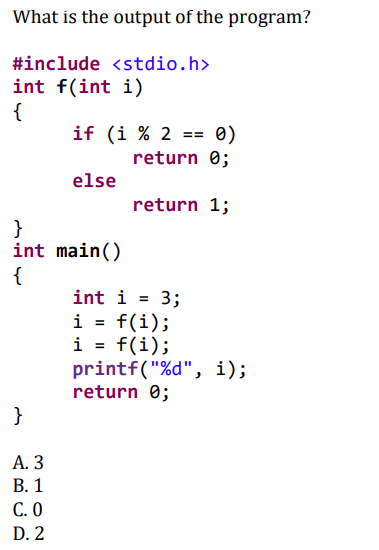 What is the output of the program?
#include <stdio.h>
int f(int i)
{
if (i % 2 == 0)
return 0;
else
return 1;
}
int main()
{
int i = 3;
i = f(i);
i = f(i);
printf("%d", i);
return 0;
}
A. 3
B. 1
C. 0
D. 2